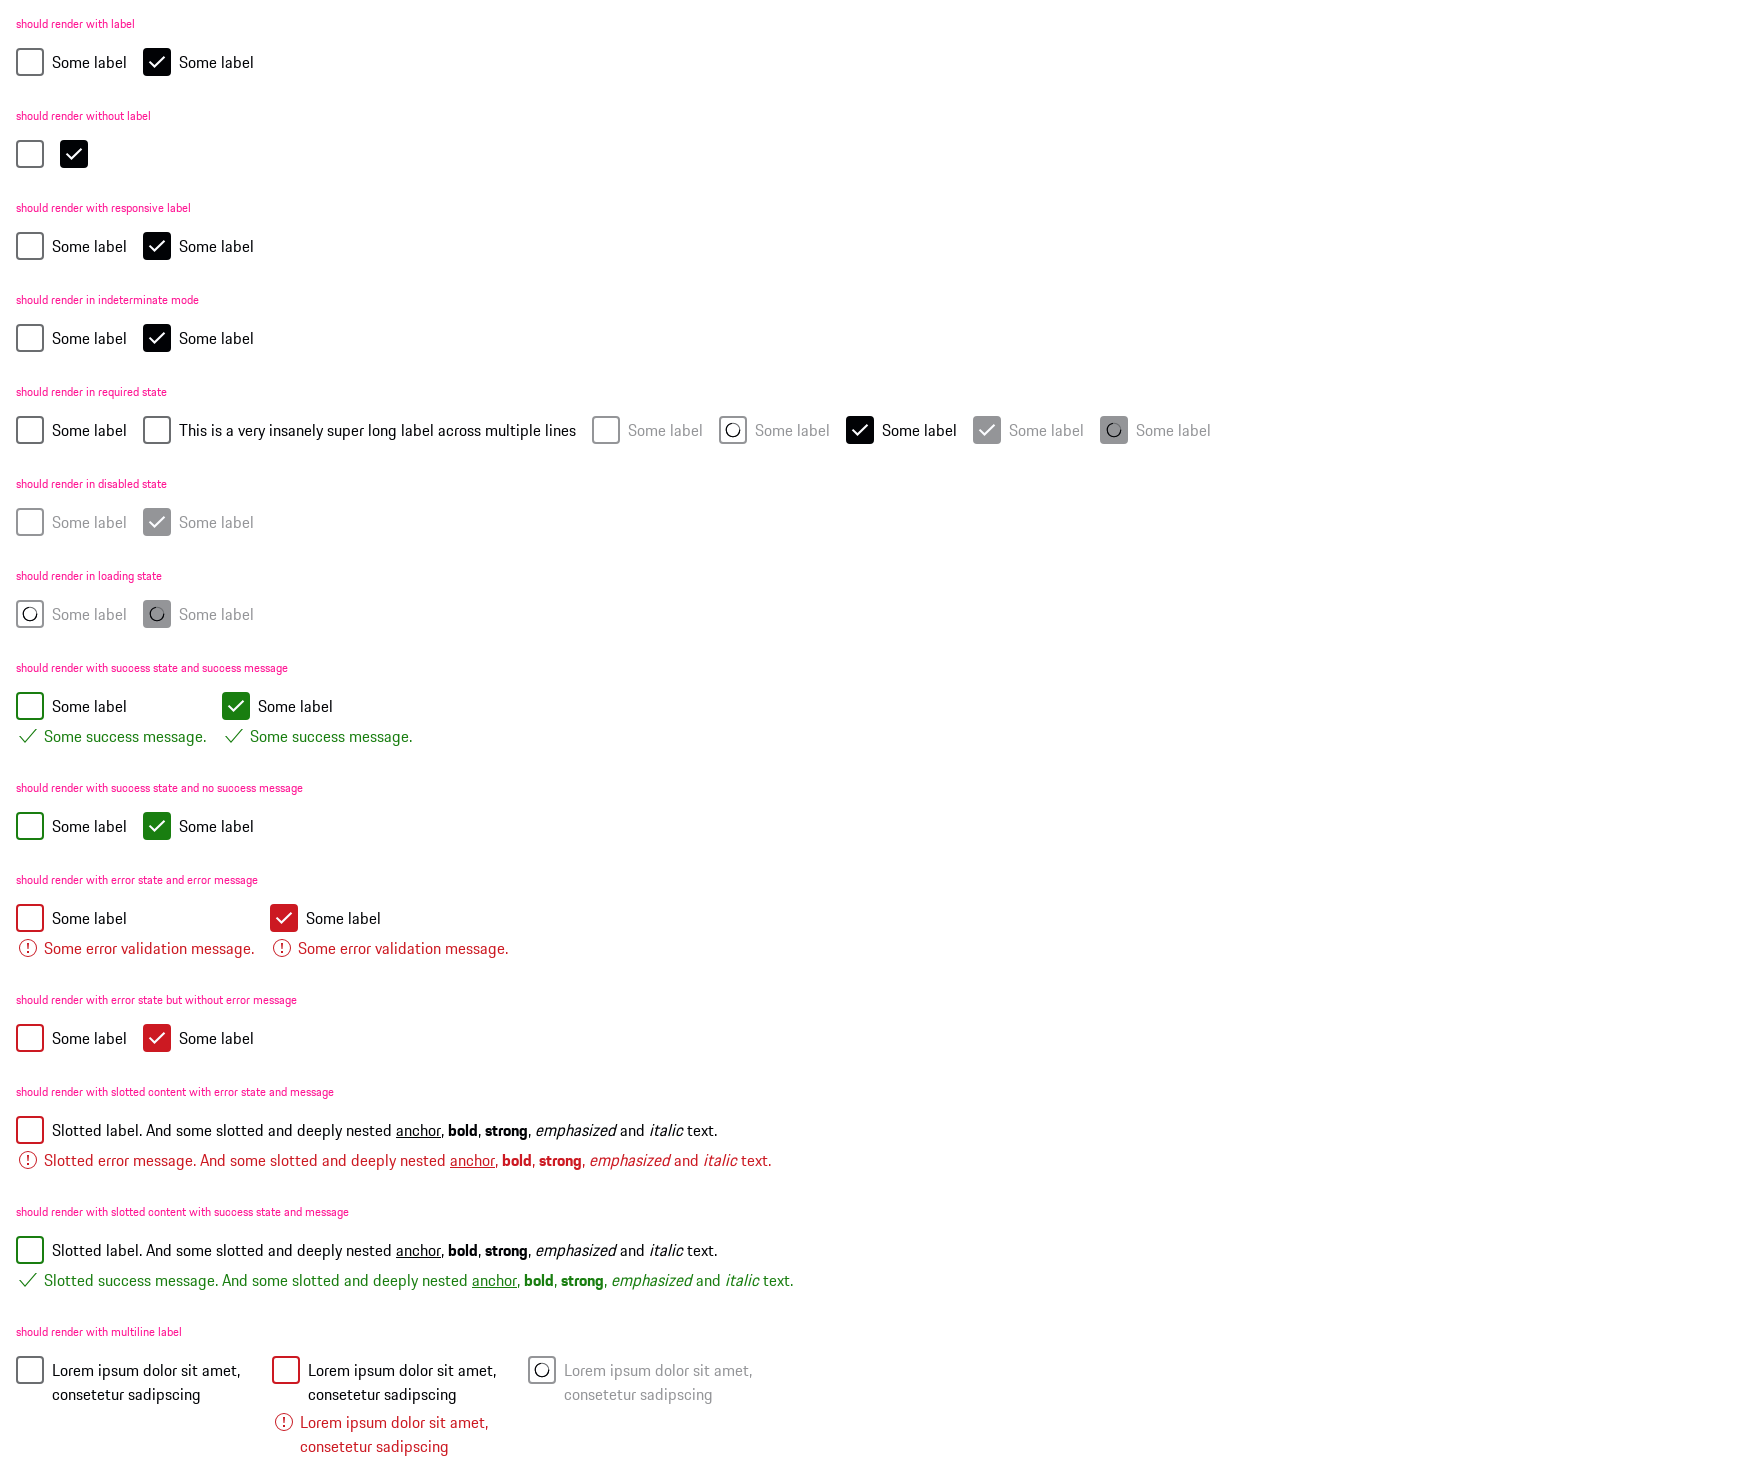 should render with label
Some label Some label
should render without label
should render with responsive label
Some label Some label
should render in indeterminate mode
Some label Some label
should render in required state
Some label This is a very insanely super long label across multiple lines Some label Some label Some label Some label Some label
should render in disabled state
Some label Some label
should render in loading state
Some label Some label
should render with success state and success message
Some label Some label
Some success message. Some success message.
should render with success state and no success message
Some label Some label
should render with error state and error message
Some label Some label
Some error validation message. Some error validation message.
should render with error state but without error message
Some label Some label
should render with slotted content with error state and message
Slotted label. And some slotted and deeply nested anchor, bold, strong, emphasized and italic text.
Slotted error message. And some slotted and deeply nested anchor, bold, strong, emphasized and italic text.
should render with slotted content with success state and message
Slotted label. And some slotted and deeply nested anchor, bold, strong, emphasized and italic text.
Slotted success message. And some slotted and deeply nested anchor, bold, strong, emphasized and italic text.
should render with multiline label
Lorem ipsum dolor sit amet,
consetetur sadipscing
Lorem ipsum dolor sit amet,
consetetur sadipscing
Lorem ipsum dolor sit amet,
consetetur sadipscing
Lorem ipsum dolor sit amet,
consetetur sadipscing